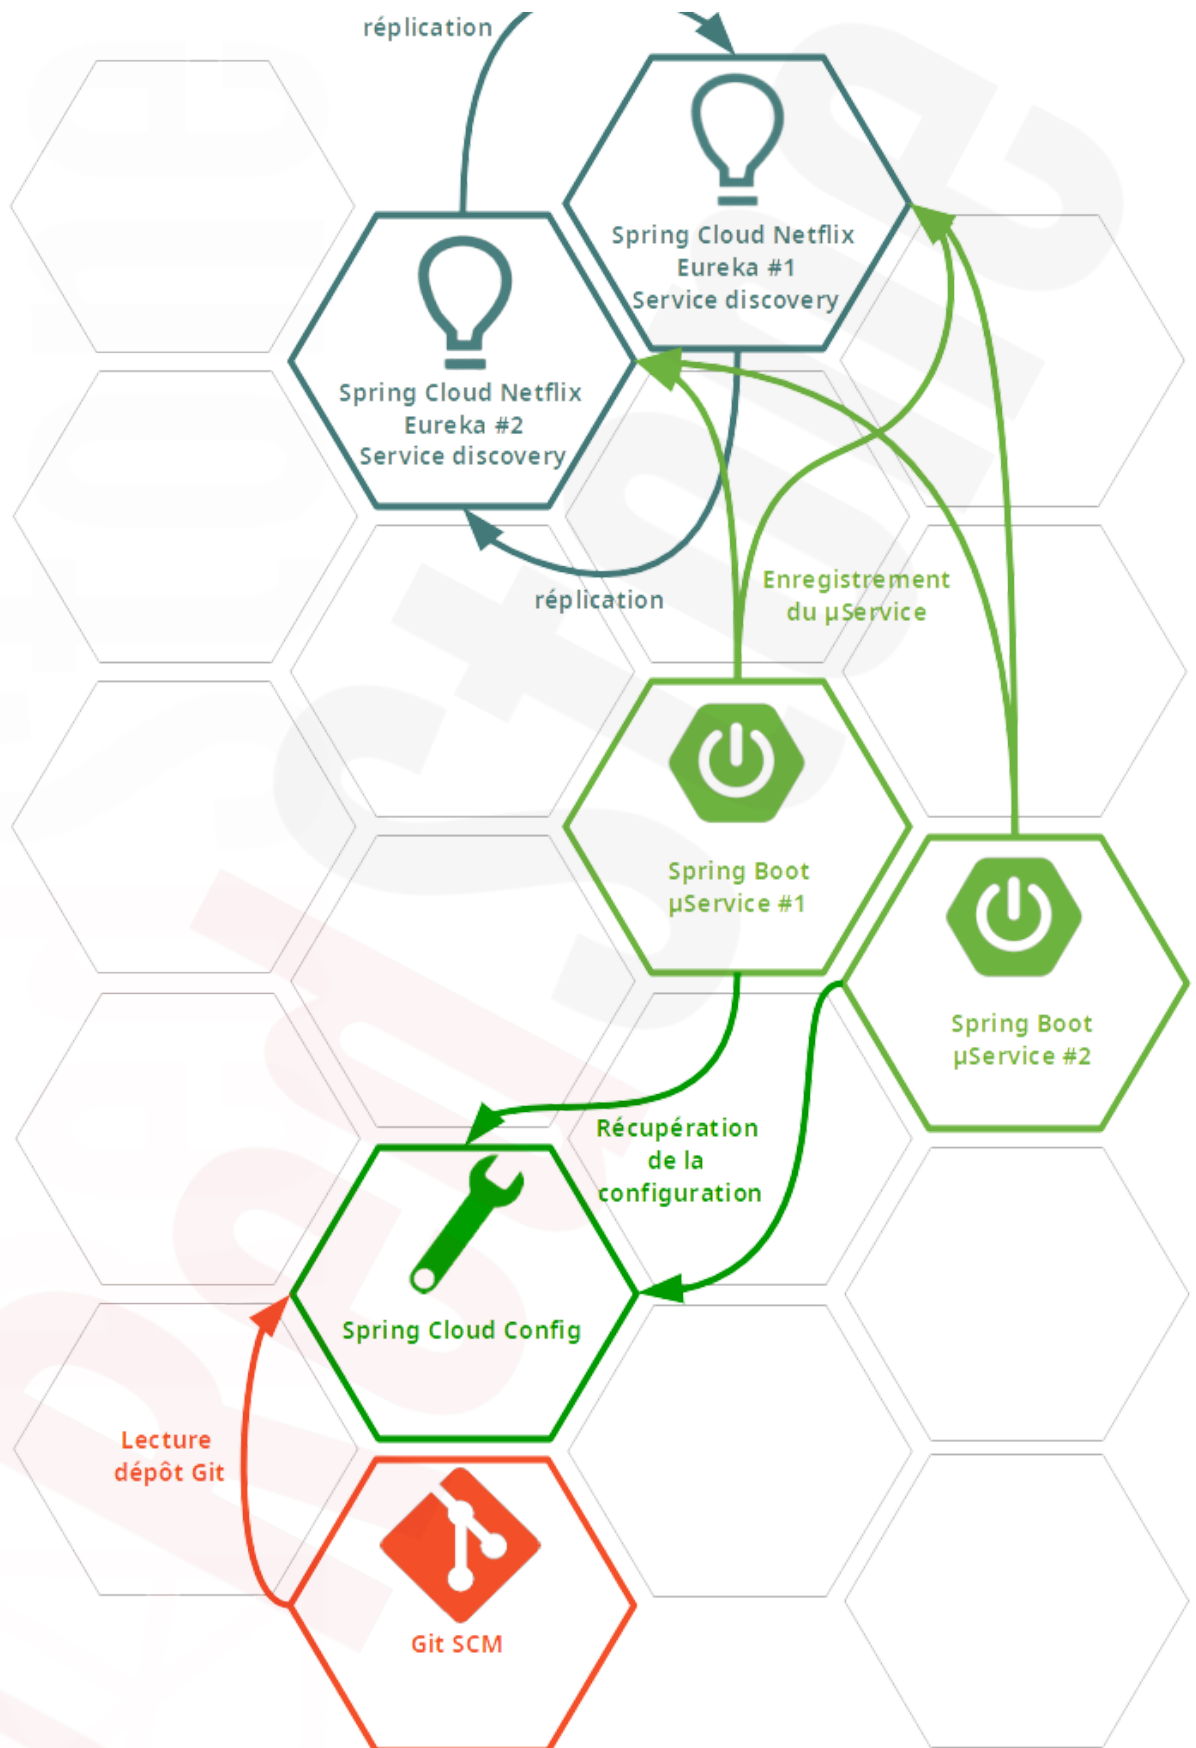 réplication
Spring Cloud Netflix
Eureka #1
Service discovery
Spring Cloud Netflix
Eureka #2
Service discovery
réplication
Enregistrement
du µService
Spring Boot
µService #1
Spring Boot
µService #2
Récupération
de la
configuration
Spring Cloud Config
Lecture
dépôt Git
Git SCM